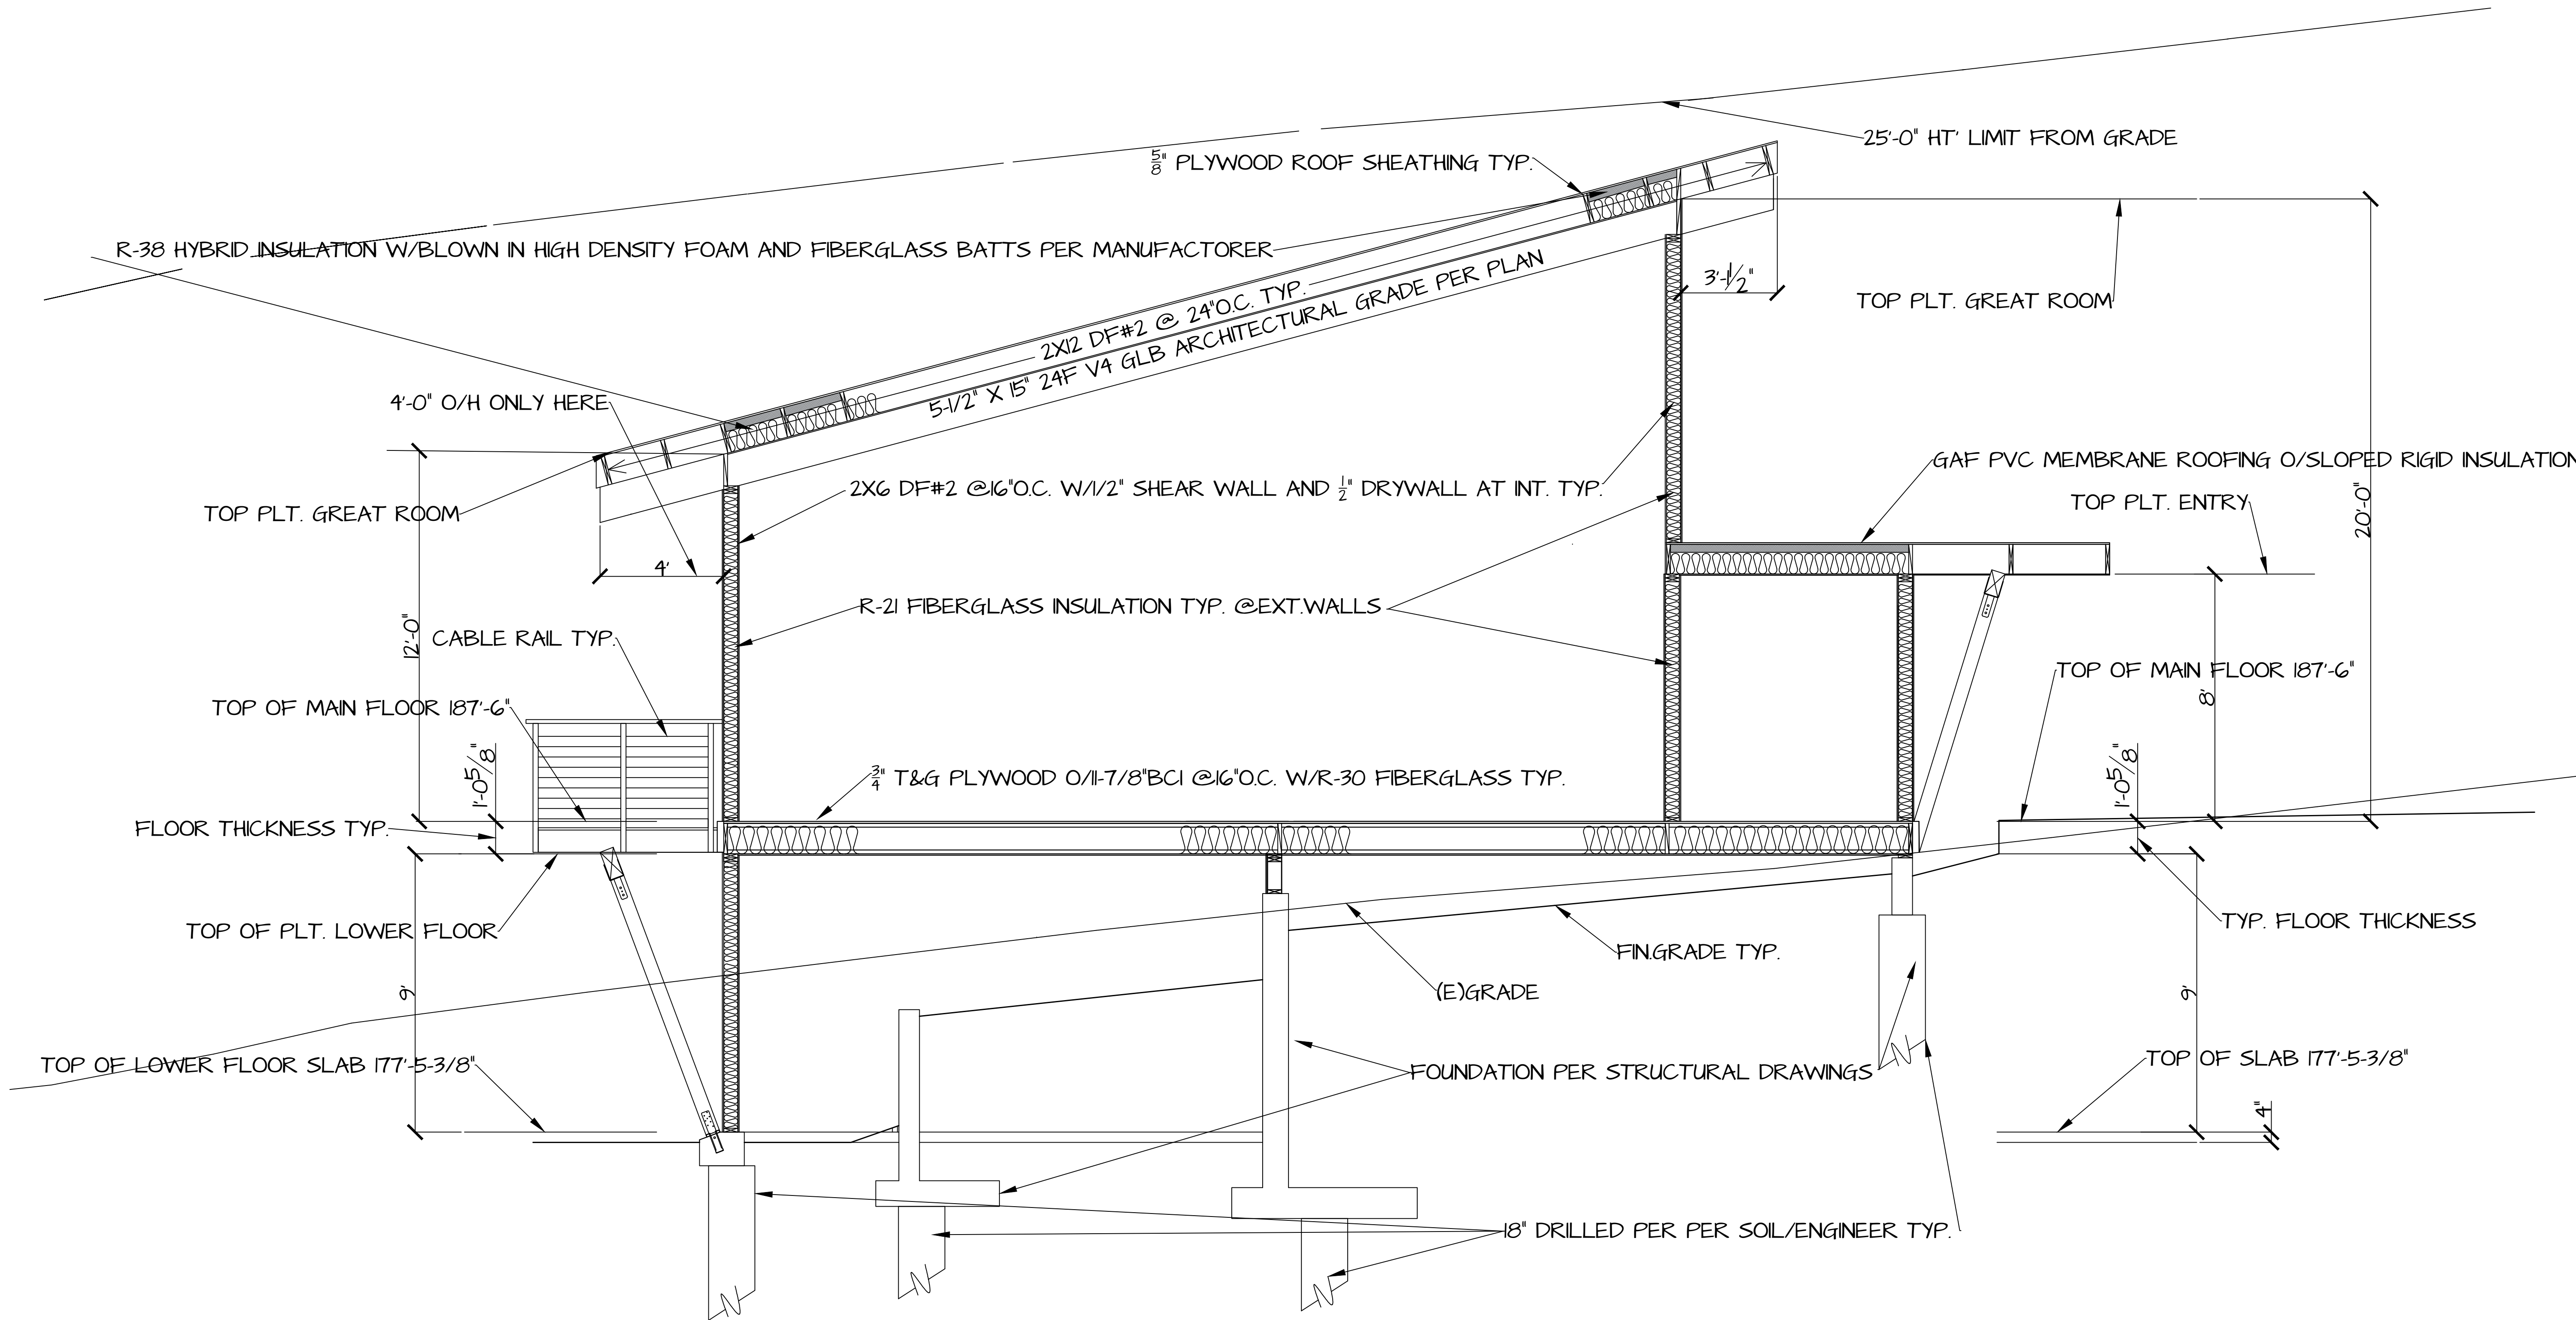 25'-0" HT' LIMIT FROM GRADE
5/8" PLYWOOD ROOF SHEATHING TYP.
R-38 HYBRID INSULATION W/BLOWN IN HIGH DENSITY FOAM AND FIBERGLASS BATTS PER MANUFACTORER
3'-1 1/2"
TOP PLT. GREAT ROOM
2X12 DF#2 @ 24"O.C. TYP.
5-1/2" X 15" 24F V4 GLB ARCHITECTURAL GRADE PER PLAN
4'-0" O/H ONLY HERE
GAF PVC MEMBRANE ROOFING O/SLOPED RIGID INSULATION
2X6 DF#2 @16"O.C. W/1/2" SHEAR WALL AND 1/2" DRYWALL AT INT. TYP.
TOP PLT. ENTRY
20'-0"
TOP PLT. GREAT ROOM
4'
12'-0"
R-21 FIBERGLASS INSULATION TYP. @EXT.WALLS
CABLE RAIL TYP.
TOP OF MAIN FLOOR 187'-6"
8'
TOP OF MAIN FLOOR 187'-6"
1'-0 5/8"
3/4" T&G PLYWOOD O/11-7/8"BCI @16"O.C. W/R-30 FIBERGLASS TYP.
1'-0 5/8"
FLOOR THICKNESS TYP.
TOP OF PLT. LOWER FLOOR
TYP. FLOOR THICKNESS
FIN.GRADE TYP.
(E)GRADE
9'
9'
TOP OF LOWER FLOOR SLAB 177'-5-3/8"
FOUNDATION PER STRUCTURAL DRAWINGS
TOP OF SLAB 177'-5-3/8"
4"
18" DRILLED PER PER SOIL/ENGINEER TYP.